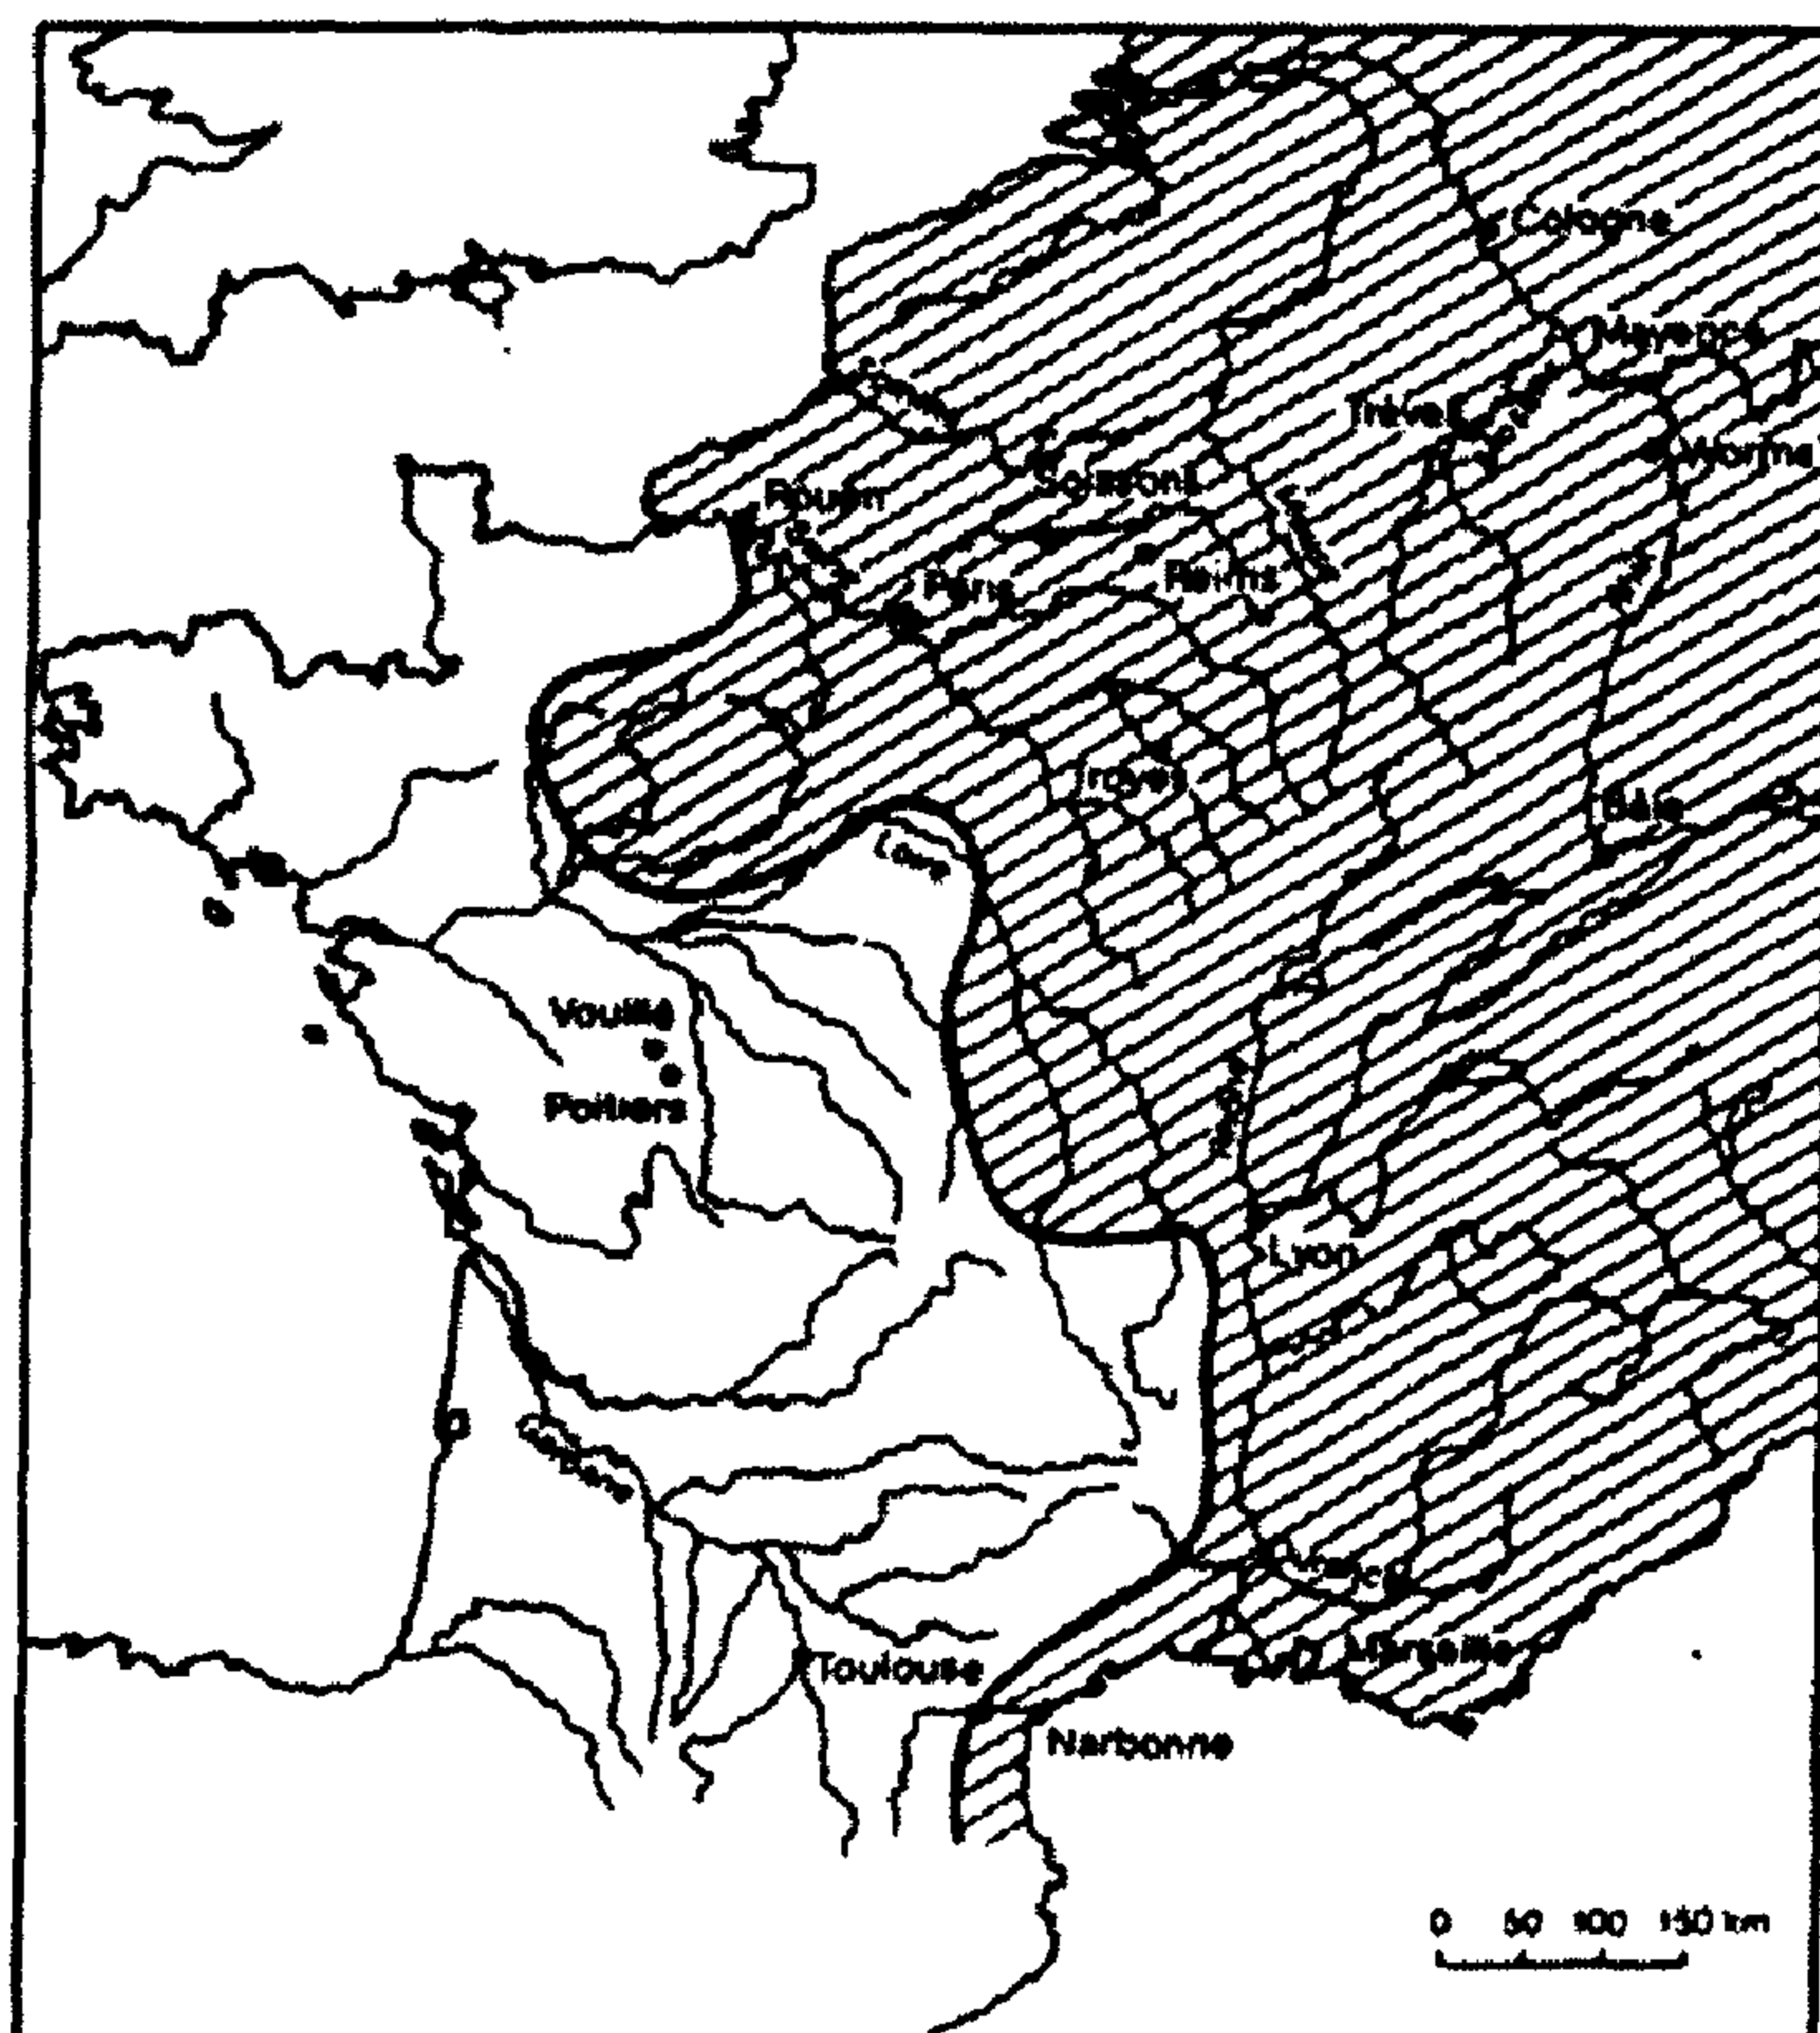 Cologne
Mayence
Trèves
Worms
Soissons
Rouen
Reims
Paris
Troyes
Bâle
Loire
Vouillé
Poitiers
Lyon
Garonne
Durance
Marseille
Toulouse
Narbonne
0 50 100 150 km